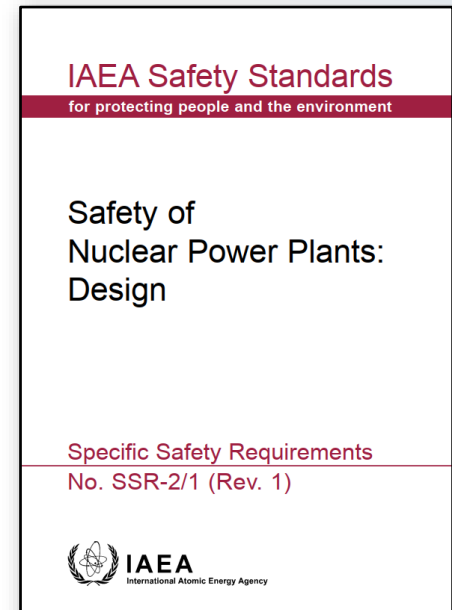 IAEA Safety Standards
for protecting people and the environment
Safety of
Nuclear Power Plants:
Design
Specific Safety Requirements
No. SSR-2/1 (Rev. 1)
IAEA
International Atomic Energy Agency